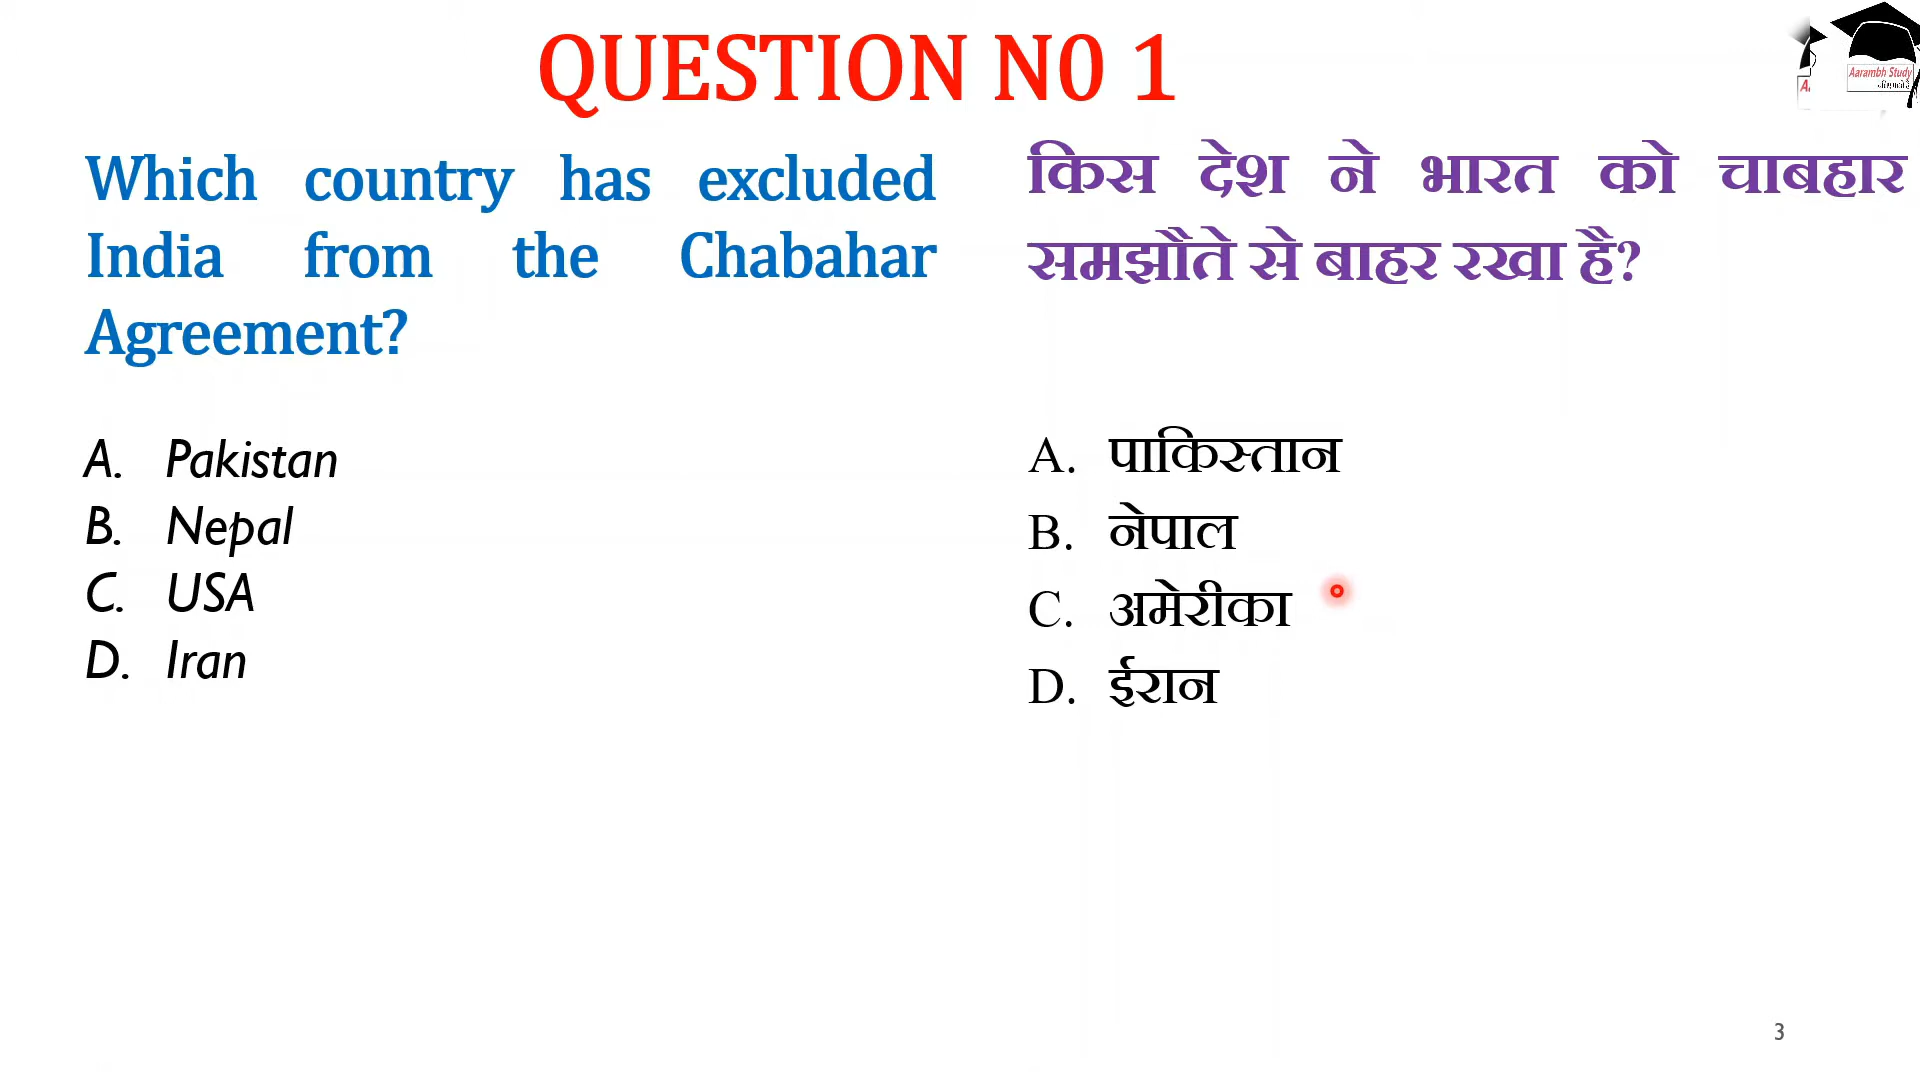 QUESTION N0 1
Aarambh Study
Which country has excluded
India from the Chabahar
Agreement?
A. Pakistan
B. Nepal
C. USA
D. Iran
किस देश ने भारत को चाबहार
समझौते से बाहर रखा है?
A. पाकिस्तान
B. नेपाल
C. अमेरीका
D. ईरान
3